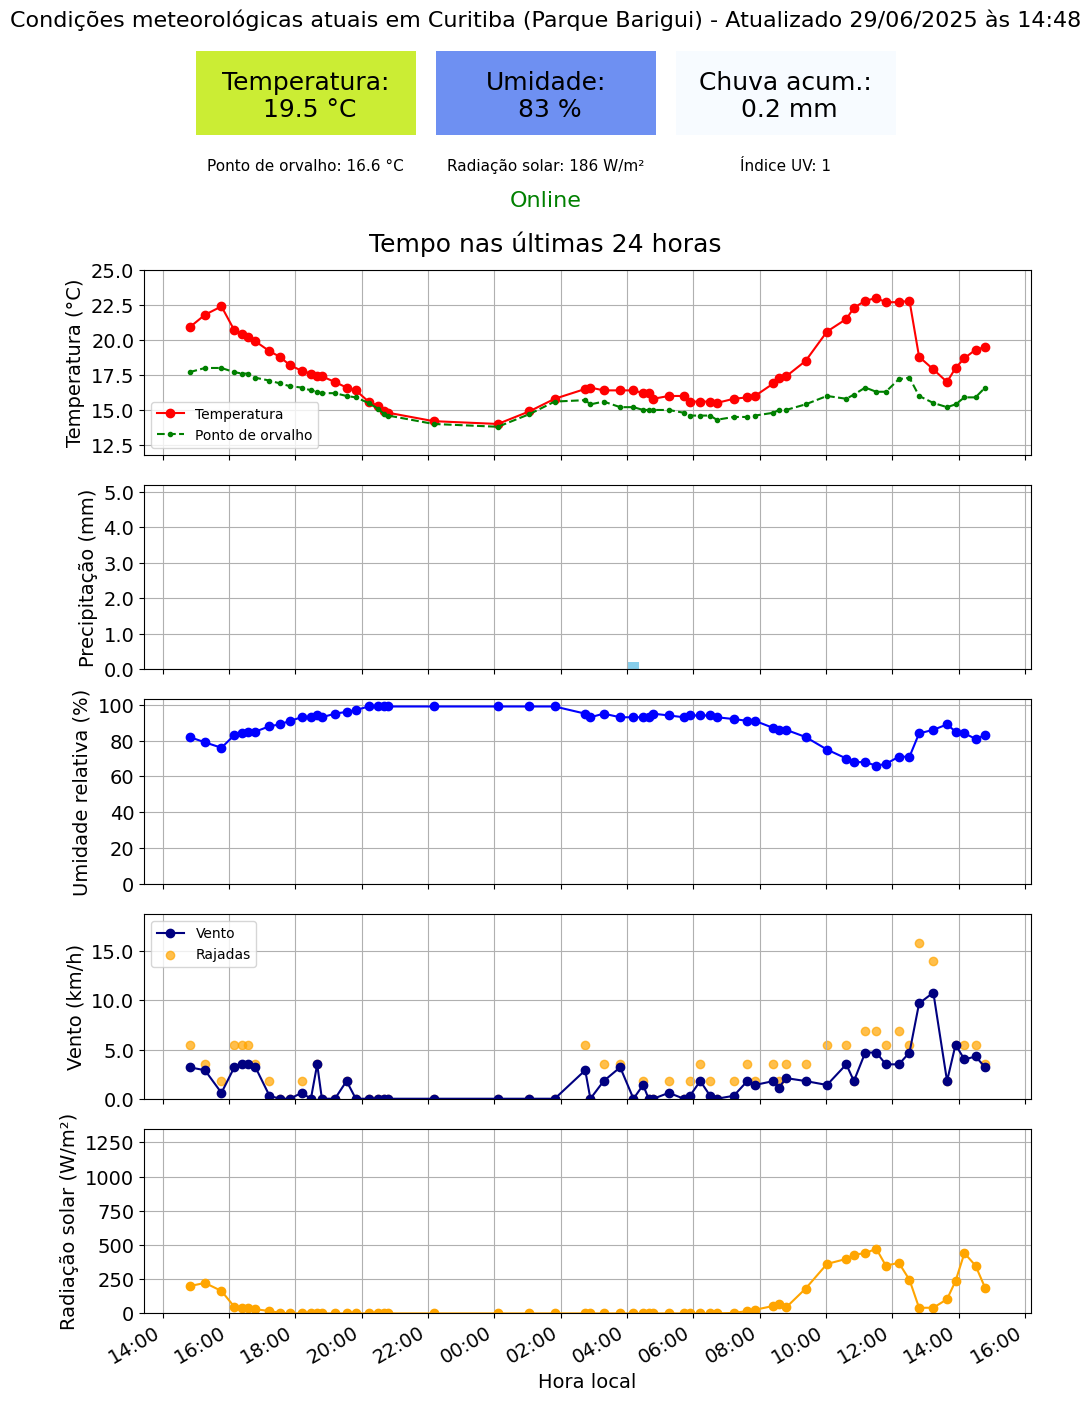 Condições meteorológicas atuais em Curitiba (Parque Barigui) - Atualizado 29/06/2025 às 14:48
Temperatura:
19.5 °C
Umidade:
83 %
Chuva acum.:
0.2 mm
Ponto de orvalho: 16.6 °C
Radiação solar: 186 W/m²
Índice UV: 1
Online
Tempo nas últimas 24 horas
Temperatura (°C)
25.0
22.5
20.0
17.5
15.0
12.5
Temperatura
Ponto de orvalho
Precipitação (mm)
5.0
4.0
3.0
2.0
1.0
0.0
Umidade relativa (%)
100
80
60
40
20
0
Vento (km/h)
15.0
10.0
5.0
0.0
Vento
Rajadas
Radiação solar (W/m²)
1250
1000
750
500
250
0
14:00
16:00
18:00
20:00
22:00
00:00
02:00
04:00
06:00
08:00
10:00
12:00
14:00
16:00
Hora local